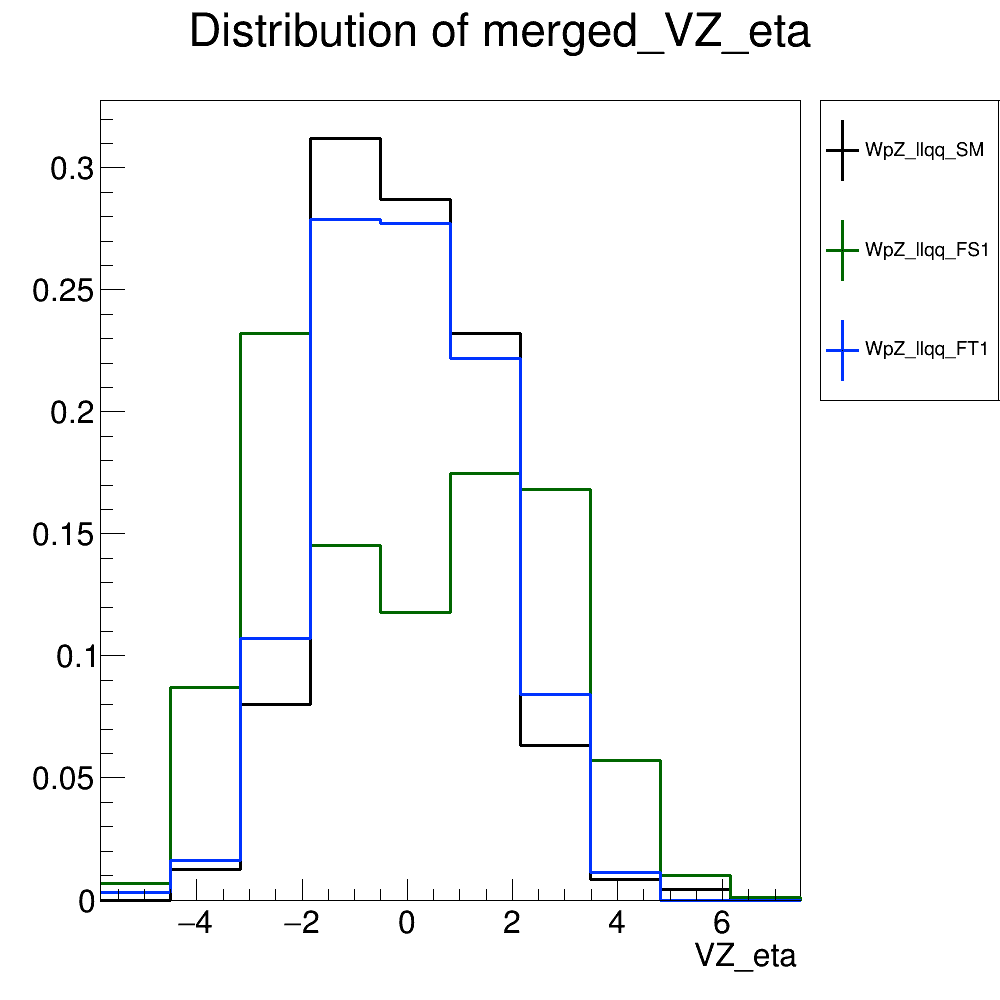 Distribution of merged_VZ_eta
0.3
0.25
0.2
0.15
0.1
0.05
0
−4 −2 0 2 4 6
VZ_eta
WpZ_llqq_SM
WpZ_llqq_FS1
WpZ_llqq_FT1